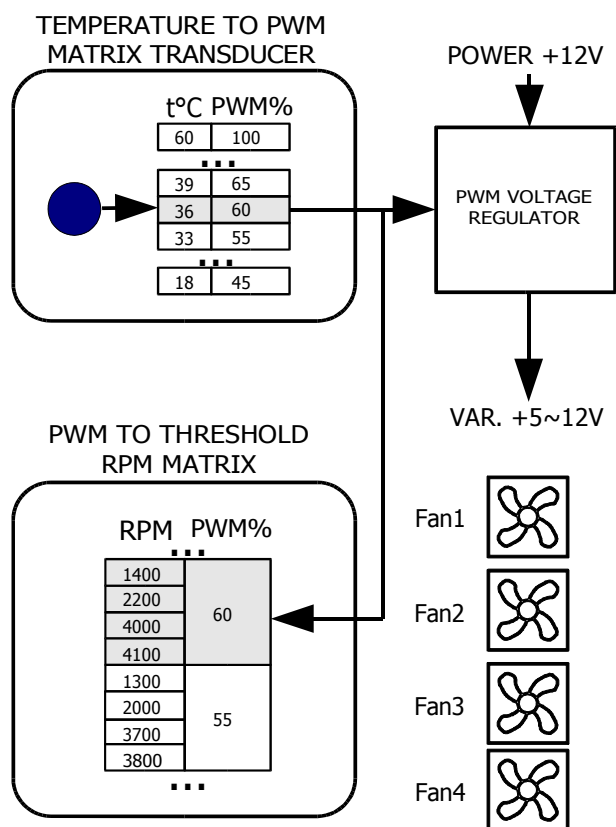 TEMPERATURE TO PWM
MATRIX TRANSDUCER
t°C PWM%
60 100
...
39 65
36 60
33 55
...
18 45
POWER +12V
PWM VOLTAGE
REGULATOR
VAR. +5~12V
PWM TO THRESHOLD
RPM MATRIX
RPM PWM%
...
1400
2200
4000
4100
60
1300
2000
3700
3800
55
...
Fan1
Fan2
Fan3
Fan4